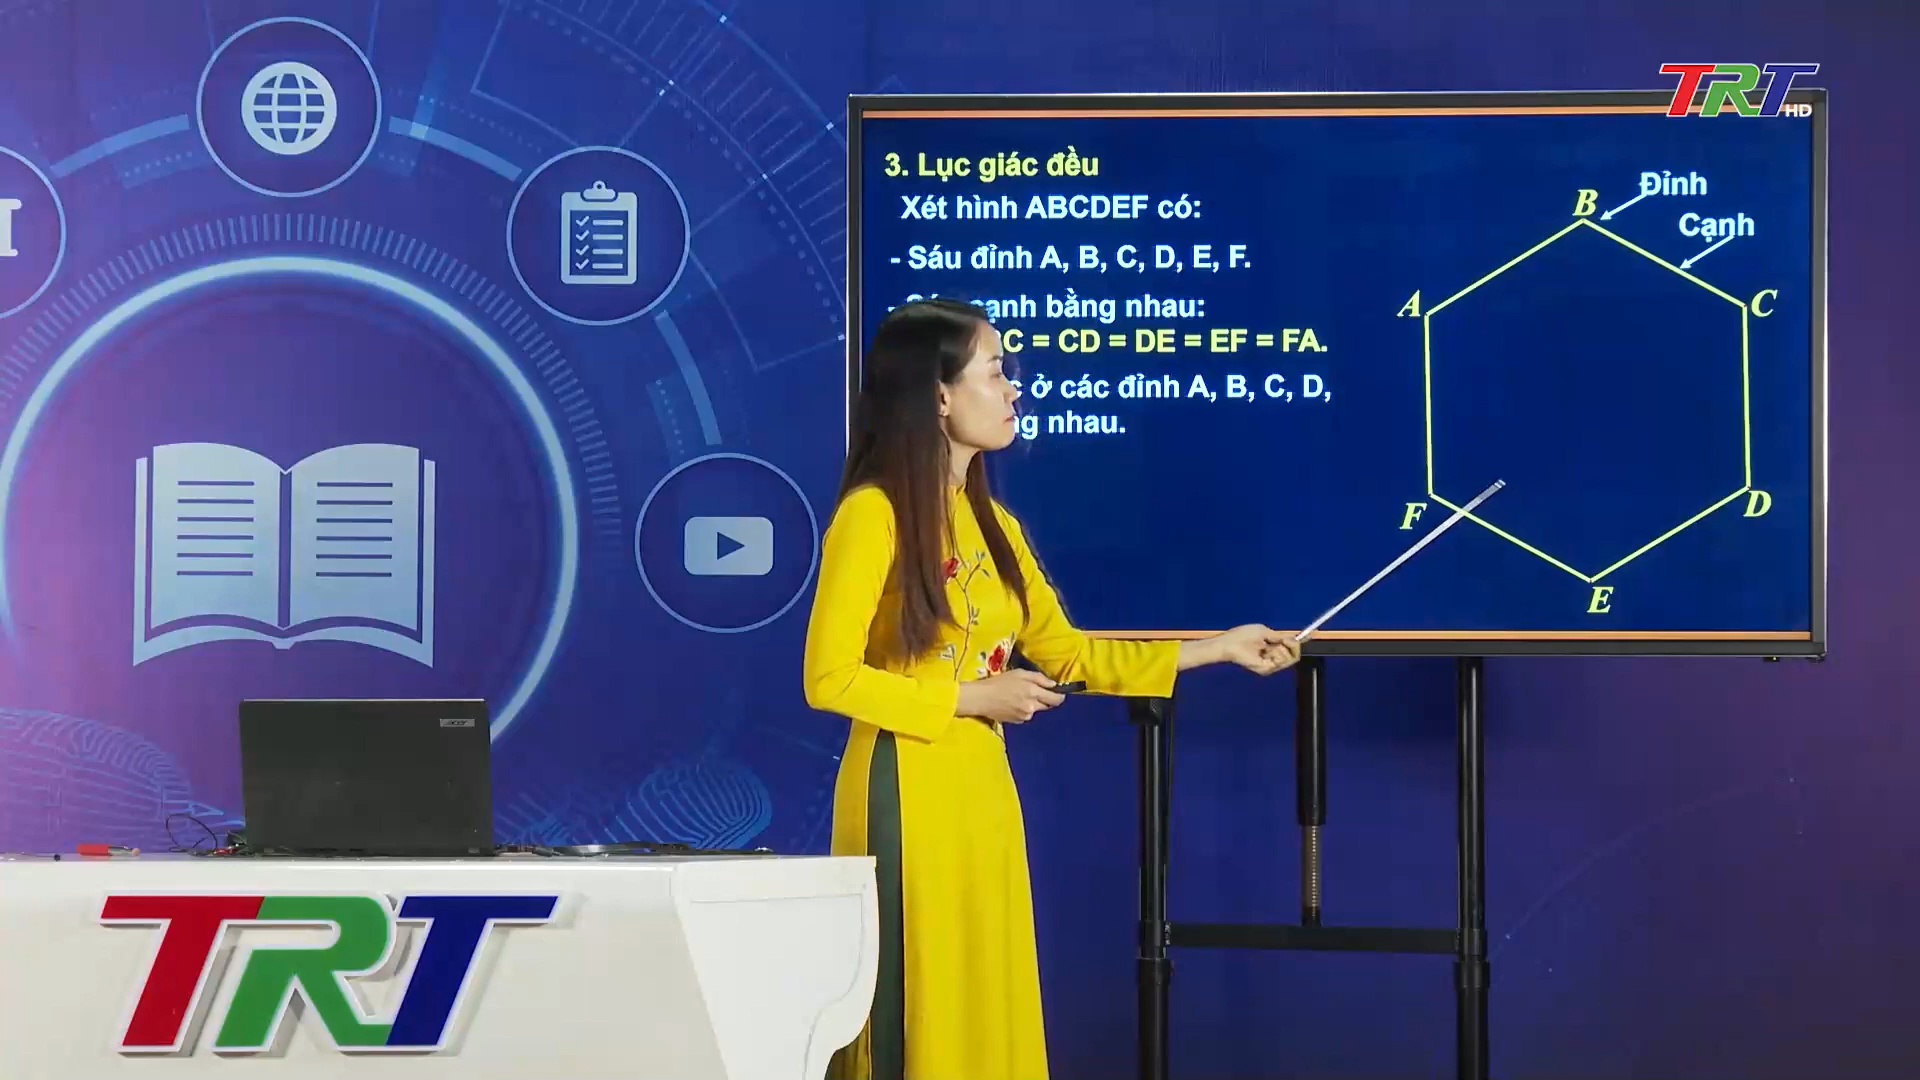 TRT HD
3. Lục giác đều
Xét hình ABCDEF có:
- Sáu đỉnh A, B, C, D, E, F.
- cạnh bằng nhau:
= CD = DE = EF = FA.
ở các đỉnh A, B, C, D,
nhau.
Đỉnh
B
Cạnh
A
C
F
D
E
acer
TRT